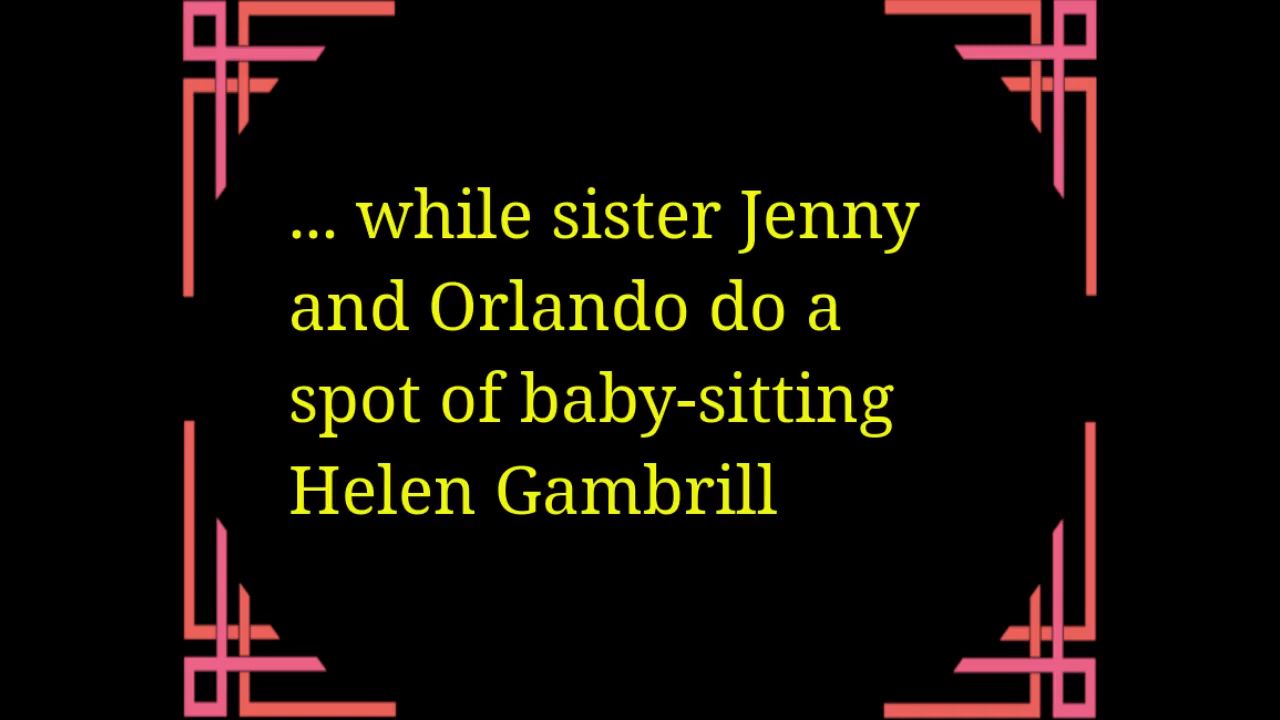 ... while sister Jenny
and Orlando do a
spot of baby-sitting
Helen Gambrill